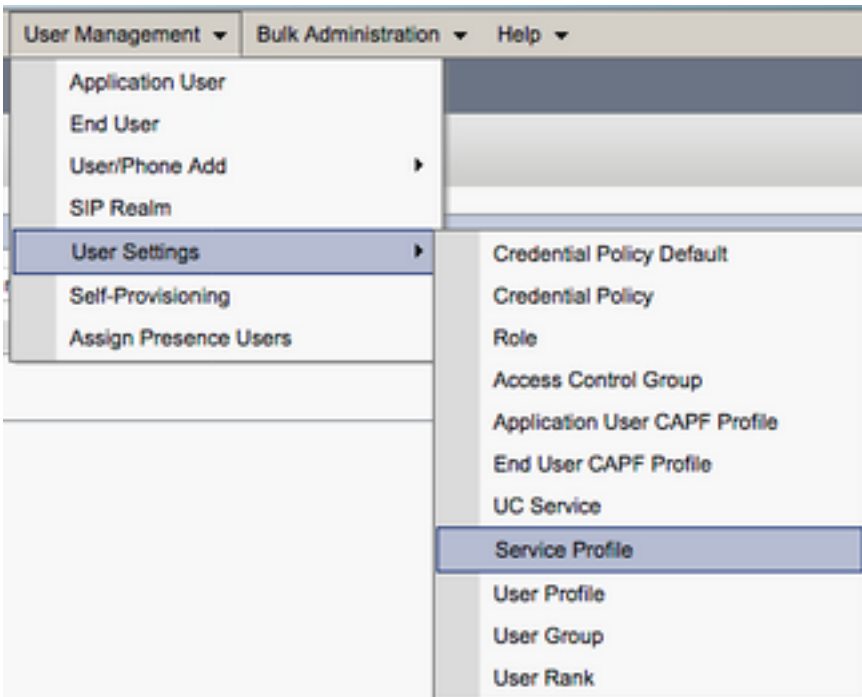 User Management Bulk Administration Help
Application User
End User
User/Phone Add
SIP Realm
User Settings
Self-Provisioning
Assign Presence Users
Credential Policy Default
Credential Policy
Role
Access Control Group
Application User CAPF Profile
End User CAPF Profile
UC Service
Service Profile
User Profile
User Group
User Rank